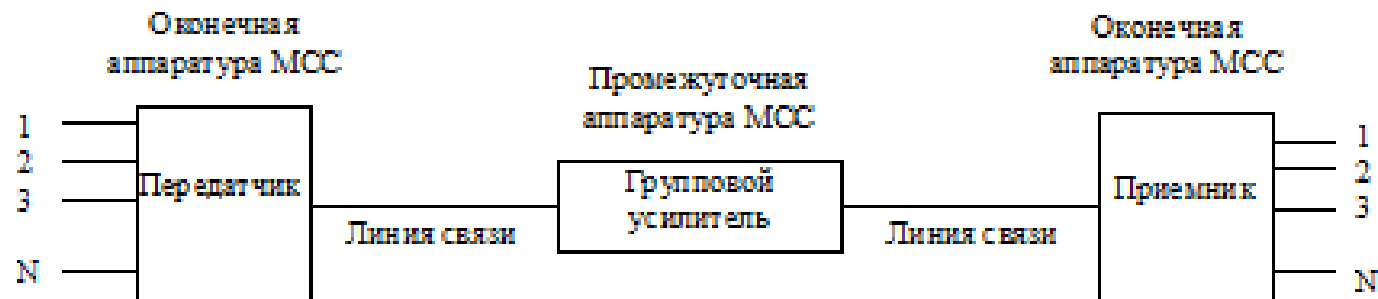 Оконечная
аппаратура МСС
Оконечная
аппаратура МСС
Промежуточная
аппаратура МСС
1
2
3
N
Передатчик
Линия связи
Групповой
усилитель
Линия связи
Приемник
1
2
3
N